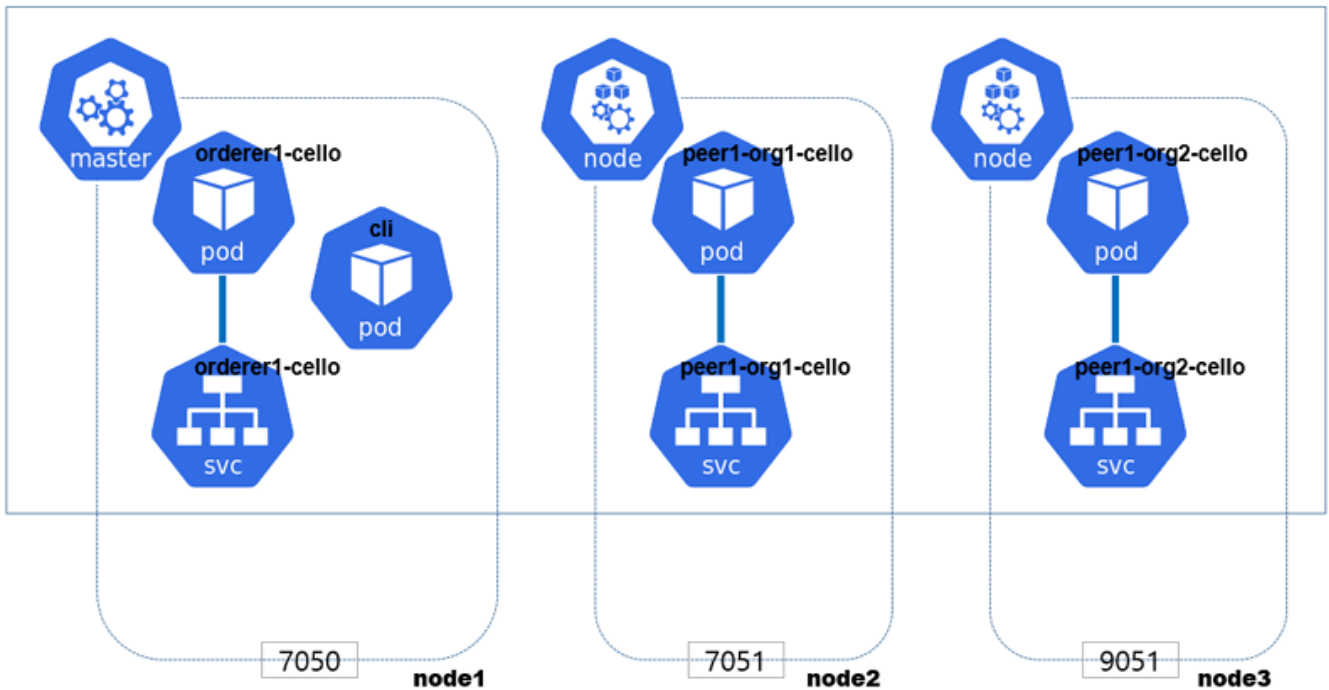 master
orderer1-cello
pod
cli
pod
orderer1-cello
svc
7050
node1
node
peer1-org1-cello
pod
peer1-org1-cello
svc
7051
node2
node
peer1-org2-cello
pod
peer1-org2-cello
svc
9051
node3